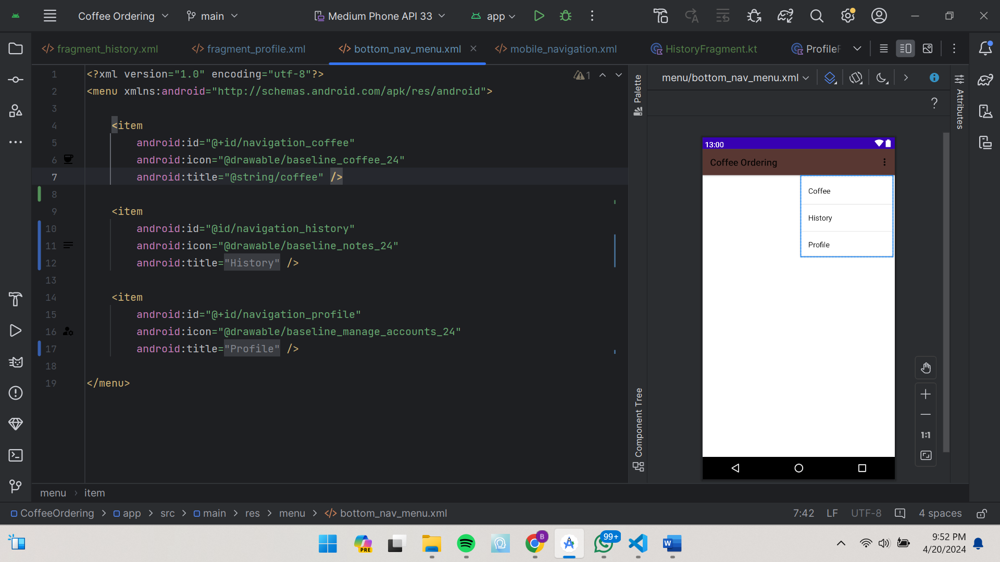 Coffee Ordering
main
Medium Phone API 33
app
fragment_history.xml
fragment_profile.xml
bottom_nav_menu.xml
mobile_navigation.xml
HistoryFragment.kt
ProfileF
1 <?xml version="1.0" encoding="utf-8"?>
2 <menu xmlns:android="http://schemas.android.com/apk/res/android">
3
4 <item
5 android:id="@+id/navigation_coffee"
6 android:icon="@drawable/baseline_coffee_24"
7 android:title="@string/coffee" />
8
9 <item
10 android:id="@id/navigation_history"
11 android:icon="@drawable/baseline_notes_24"
12 android:title="History" />
13
14 <item
15 android:id="@+id/navigation_profile"
16 android:icon="@drawable/baseline_manage_accounts_24"
17 android:title="Profile" />
18
19 </menu>
1
Palette
Component Tree
menu/bottom_nav_menu.xml
?
Attributes
13:00
Coffee Ordering
Coffee
History
Profile
1:1
menu › item
CoffeeOrdering > app > src > main > res > menu > bottom_nav_menu.xml
7:42 LF UTF-8 4 spaces
PRE
B
99+
W
9:52 PM
4/20/2024